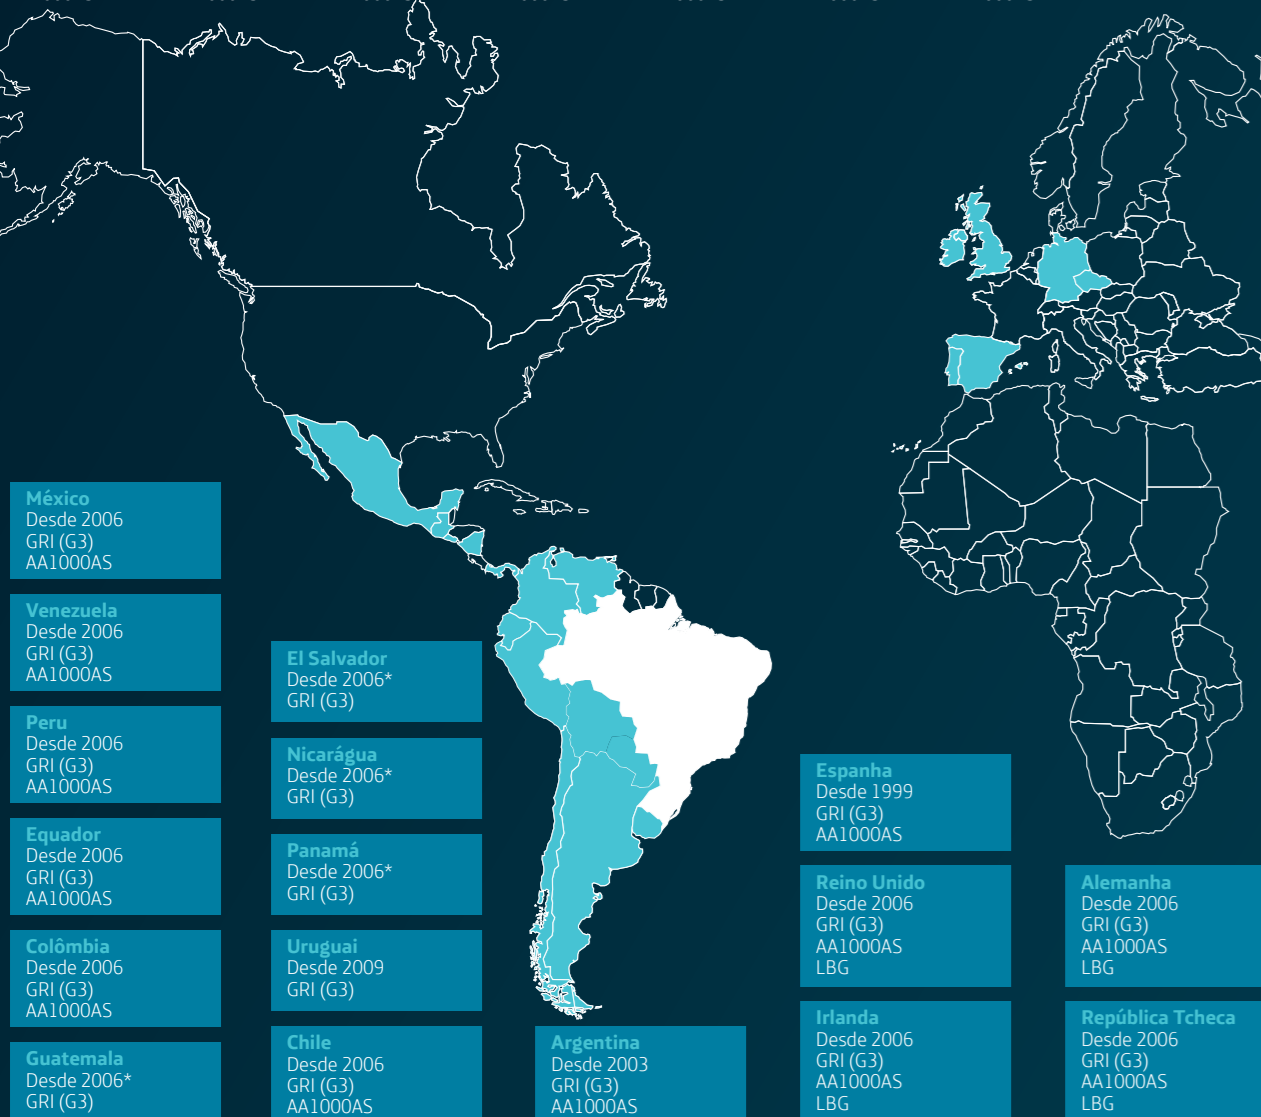 México
Desde 2006
GRI (G3)
AA1000AS
Venezuela
Desde 2006
GRI (G3)
AA1000AS
Peru
Desde 2006
GRI (G3)
AA1000AS
Equador
Desde 2006
GRI (G3)
AA1000AS
Colômbia
Desde 2006
GRI (G3)
AA1000AS
Guatemala
Desde 2006*
GRI (G3)
El Salvador
Desde 2006*
GRI (G3)
Nicarágua
Desde 2006*
GRI (G3)
Panamá
Desde 2006*
GRI (G3)
Uruguai
Desde 2009
GRI (G3)
Chile
Desde 2006
GRI (G3)
AA1000AS
Argentina
Desde 2003
GRI (G3)
AA1000AS
Espanha
Desde 1999
GRI (G3)
AA1000AS
Reino Unido
Desde 2006
GRI (G3)
AA1000AS
LBG
Irlanda
Desde 2006
GRI (G3)
AA1000AS
LBG
Alemanha
Desde 2006
GRI (G3)
AA1000AS
LBG
República Tcheca
Desde 2006
GRI (G3)
AA1000AS
LBG